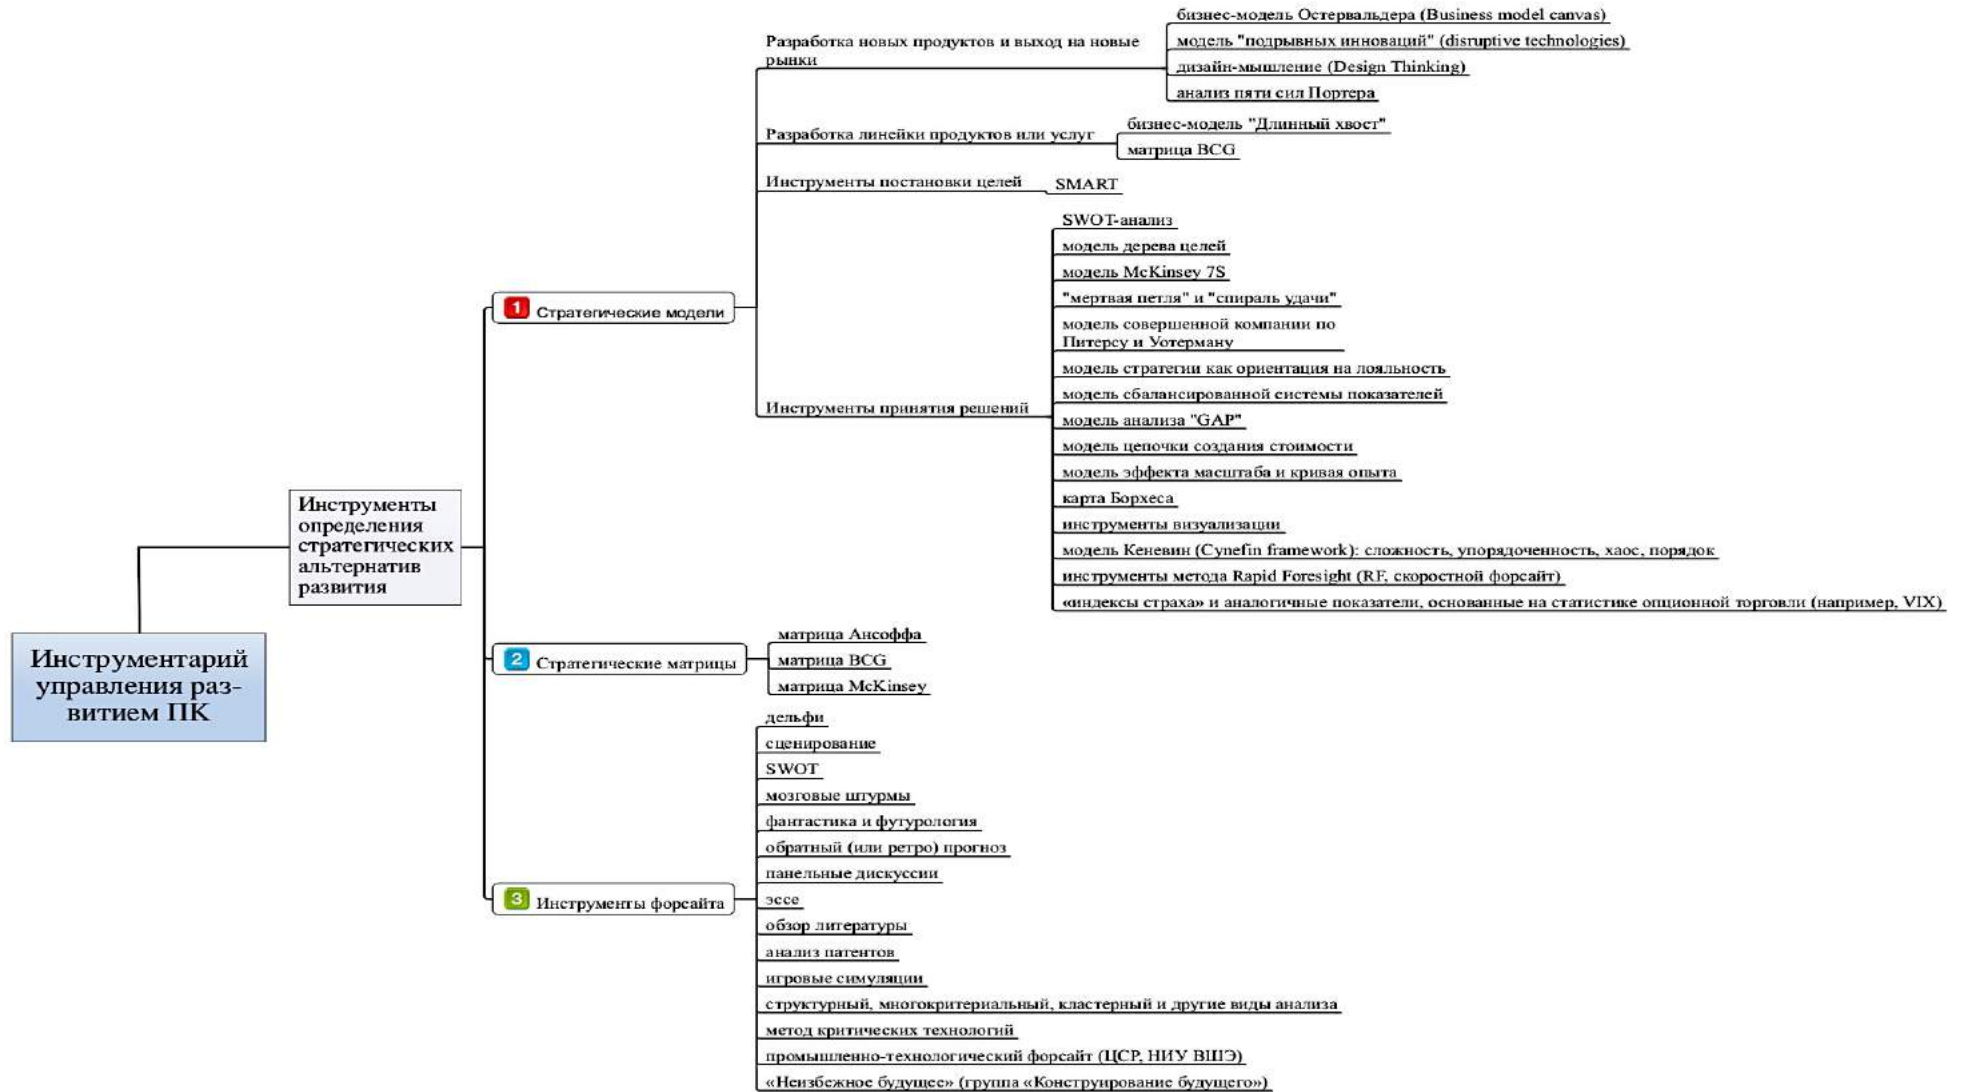 Инструментарий
управления раз-
витием ПК
Инструменты
определения
стратегических
альтернатив
развития
1 Стратегические модели
Разработка новых продуктов и выход на новые
рынки
бизнес-модель Остервальдера (Business model canvas)
модель "подрывных инноваций" (disruptive technologies)
дизайн-мышление (Design Thinking)
анализ пяти сил Портера
Разработка линейки продуктов или услуг
бизнес-модель "Длинный хвост"
матрица BCG
Инструменты постановки целей
SMART
Инструменты принятия решений
SWOT-анализ
модель дерева целей
модель McKinsey 7S
"мертвая петля" и "спираль удачи"
модель совершенной компании по
Питерсу и Уотерману
модель стратегии как ориентация на лояльность
модель сбалансированной системы показателей
модель анализа "GAP"
модель цепочки создания стоимости
модель эффекта масштаба и кривая опыта
карта Борхеса
инструменты визуализации
модель Кеневин (Cynefin framework): сложность, упорядоченность, хаос, порядок
инструменты метода Rapid Foresight (RF, скоростной форсайт)
«индексы страха» и аналогичные показатели, основанные на статистике опционной торговли (например, VIX)
2 Стратегические матрицы
матрица Ансоффа
матрица BCG
матрица McKinsey
3 Инструменты форсайта
дельфи
сценирование
SWOT
мозговые штурмы
фантастика и футурология
обратный (или ретро) прогноз
панельные дискуссии
эссе
обзор литературы
анализ патентов
игровые симуляции
структурный, многокритериальный, кластерный и другие виды анализа
метод критических технологий
промышленно-технологический форсайт (ЦСР, НИУ ВШЭ)
«Неизбежное будущее» (группа «Конструирование будущего»)